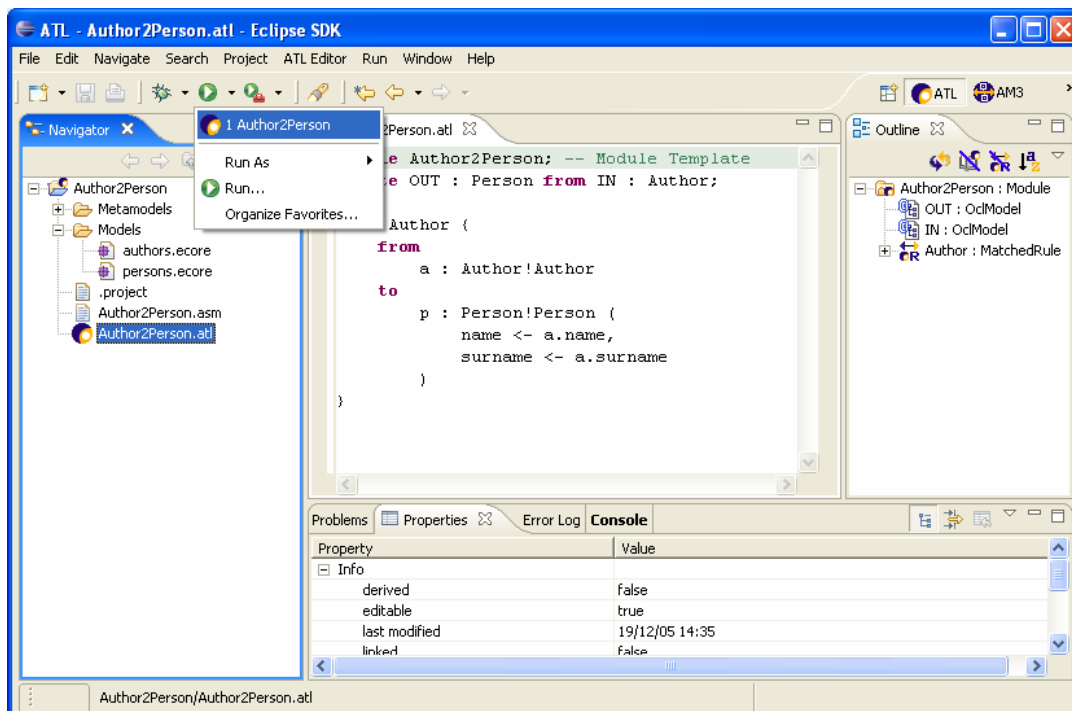 ATL - Author2Person.atl - Eclipse SDK
File Edit Navigate Search Project ATL Editor Run Window Help
ATL
AM3
»
Navigator
Author2Person
Metamodels
Models
authors.ecore
persons.ecore
.project
Author2Person.asm
Author2Person.atl
1 Author2Person
Run As
Run...
Organize Favorites...
2Person.atl
le Author2Person; -- Module Template
te OUT : Person from IN : Author;
Author {
from
a : Author!Author
to
p : Person!Person (
name <- a.name,
surname <- a.surname
)
}
Outline
Author2Person : Module
OUT : OclModel
IN : OclModel
Author : MatchedRule
Problems Properties Error Log Console
Property Value
Info
derived false
editable true
last modified 19/12/05 14:35
linked false
Author2Person/Author2Person.atl